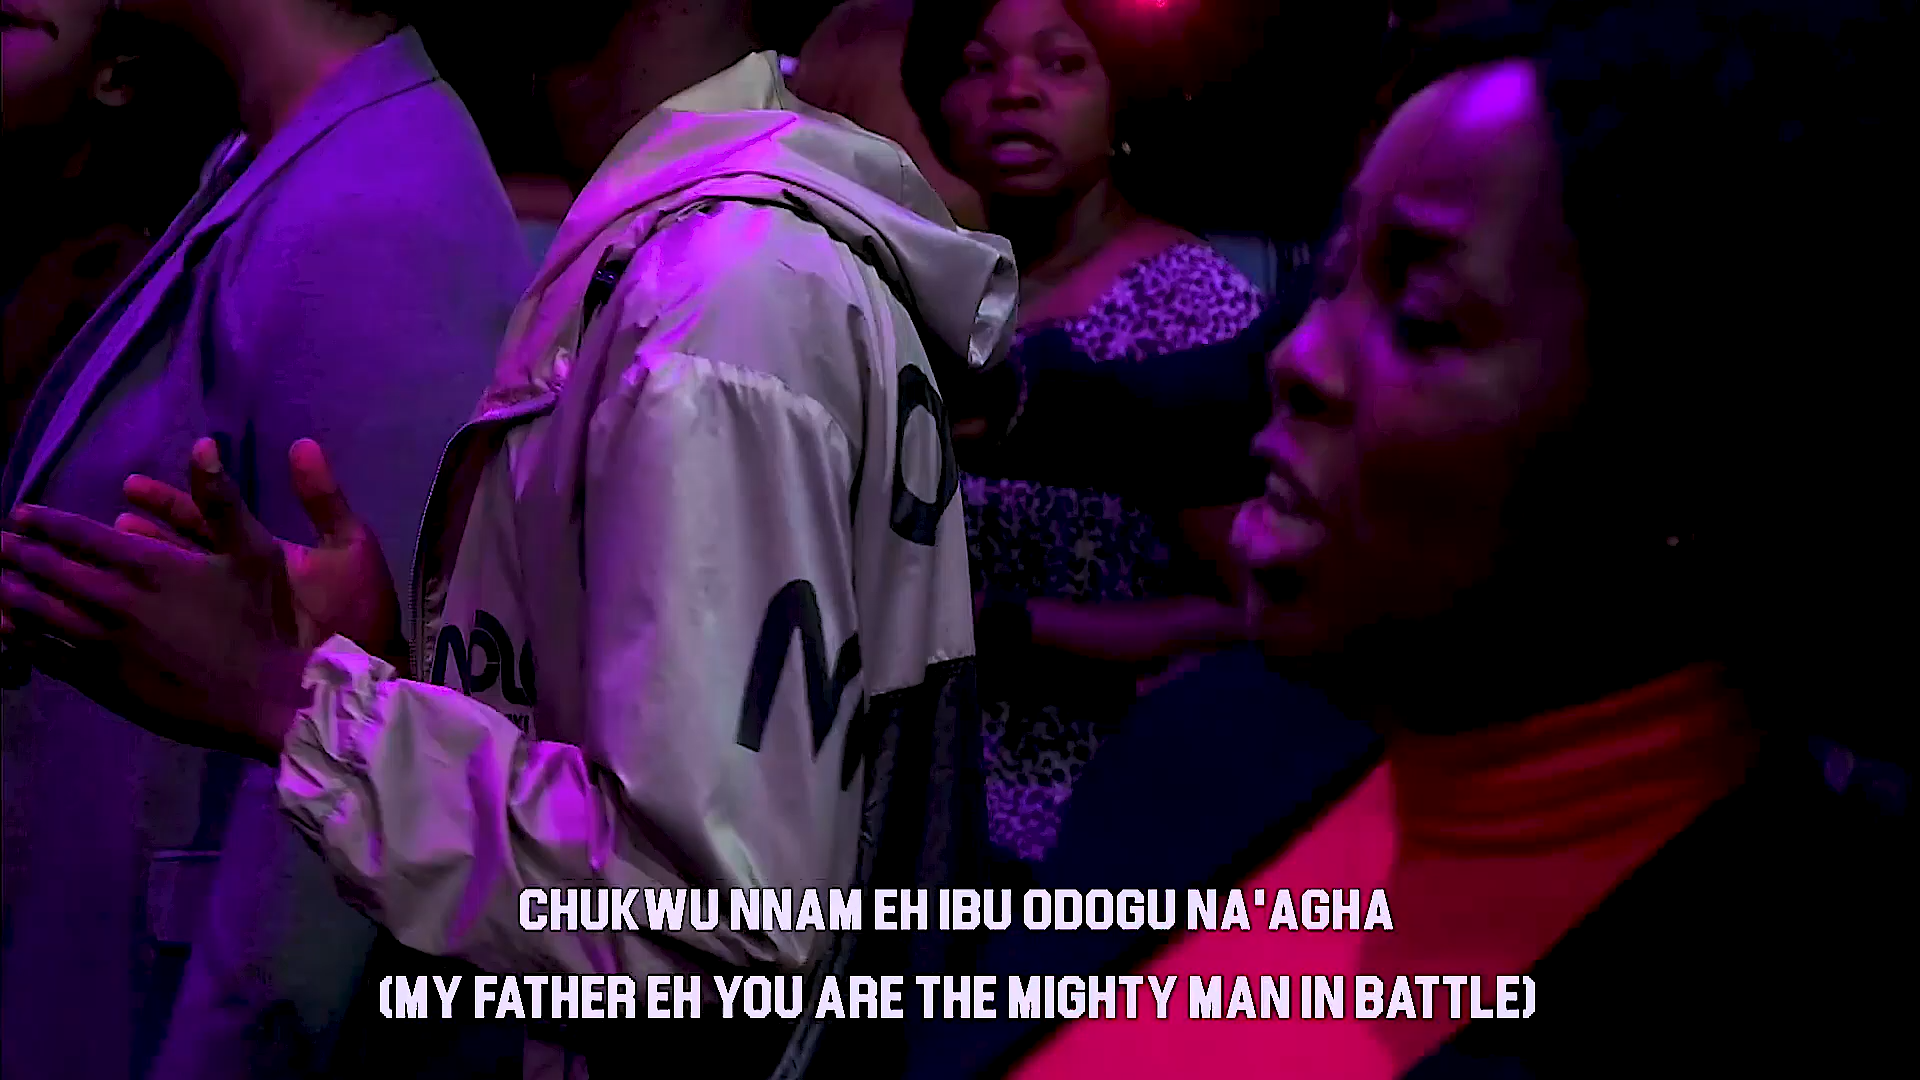 CHUKWU NNAM EH IBU ODOGU NA'AGHA
(MY FATHER EH YOU ARE THE MIGHTY MAN IN BATTLE)